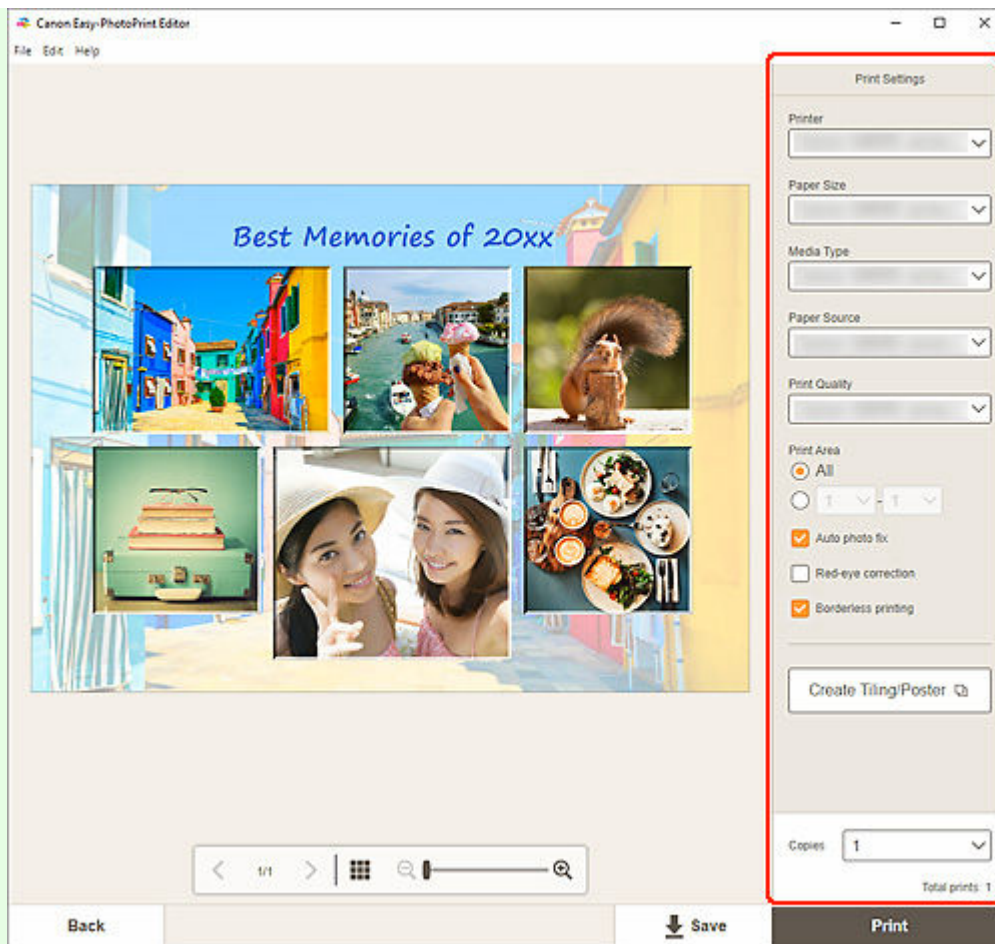 Canon Easy-PhotoPrint Editor
File Edit Help
Best Memories of 20xx
Print Settings
Printer
Paper Size
Media Type
Paper Source
Print Quality
Print Area
All
1 - 1
Auto photo fix
Red-eye correction
Borderless printing
Create Tiling/Poster
Copies 1
Total prints 1
1/1
Back
Save
Print